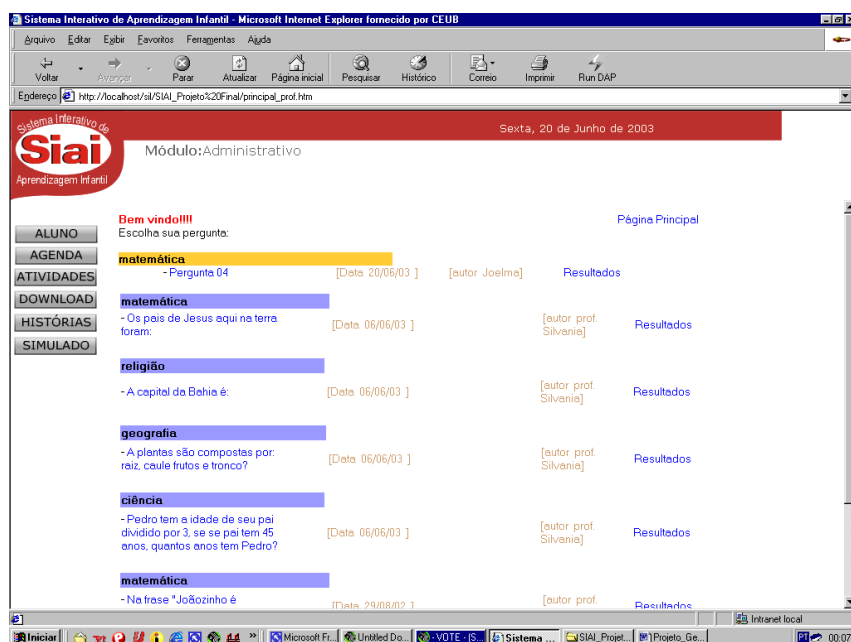 Sistema Interativo de Aprendizagem Infantil - Microsoft Internet Explorer fornecido por CEUB
Arquivo Editar Exibir Favoritos Ferramentas Ajuda
Voltar Avançar Parar Atualizar Página inicial Pesquisar Histórico Correio Imprimir Run DAP
Endereço http://localhost/sil/SIAI_Projeto%20Final/principal_prof.htm
Sistema Interativo de
Siai
Aprendizagem Infantil
Sexta, 20 de Junho de 2003
Módulo:Administrativo
Bem vindo!!!! Página Principal
Escolha sua pergunta:
ALUNO
AGENDA
ATIVIDADES
DOWNLOAD
HISTÓRIAS
SIMULADO
matemática
- Pergunta 04 [Data 20/06/03 ] [autor Joelma] Resultados
matemática
- Os pais de Jesus aqui na terra
foram: [Data 06/06/03 ] [autor prof.
Silvania] Resultados
religião
- A capital da Bahia é: [Data 06/06/03 ] [autor prof.
Silvania] Resultados
geografia
- A plantas são compostas por:
raiz, caule frutos e tronco? [Data 06/06/03 ] [autor prof.
Silvania] Resultados
ciência
- Pedro tem a idade de seu pai
dividido por 3, se se pai tem 45
anos, quantos anos tem Pedro? [Data 06/06/03 ] [autor prof.
Silvania] Resultados
matemática
- Na frase "Joãozinho é [Data 29/08/02 ] [autor prof. Resultados
Intranet local
Iniciar Microsoft Fr... Untitled Do... -VOTE - (S... Sistema ... SIAI_Projet... Projeto_Ge... PT 00:00